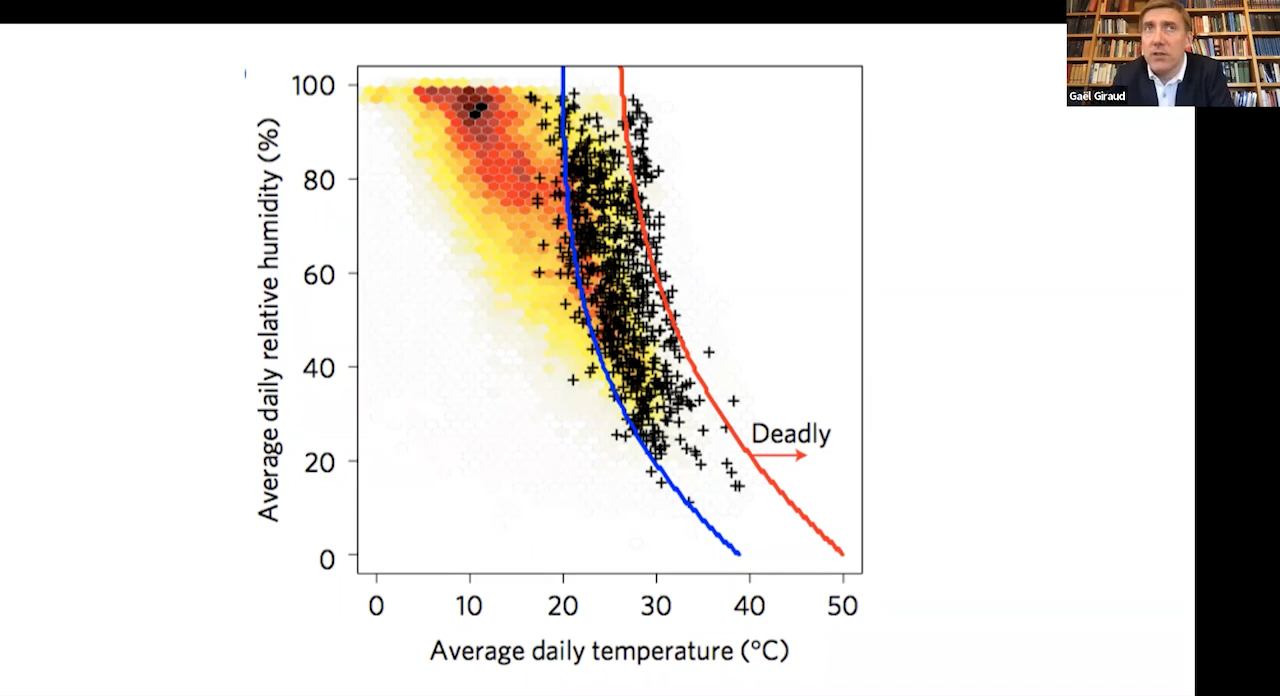 Gaël Giraud
Average daily relative humidity (%)
100
80
60
40
20
0
Deadly
0 10 20 30 40 50
Average daily temperature (°C)